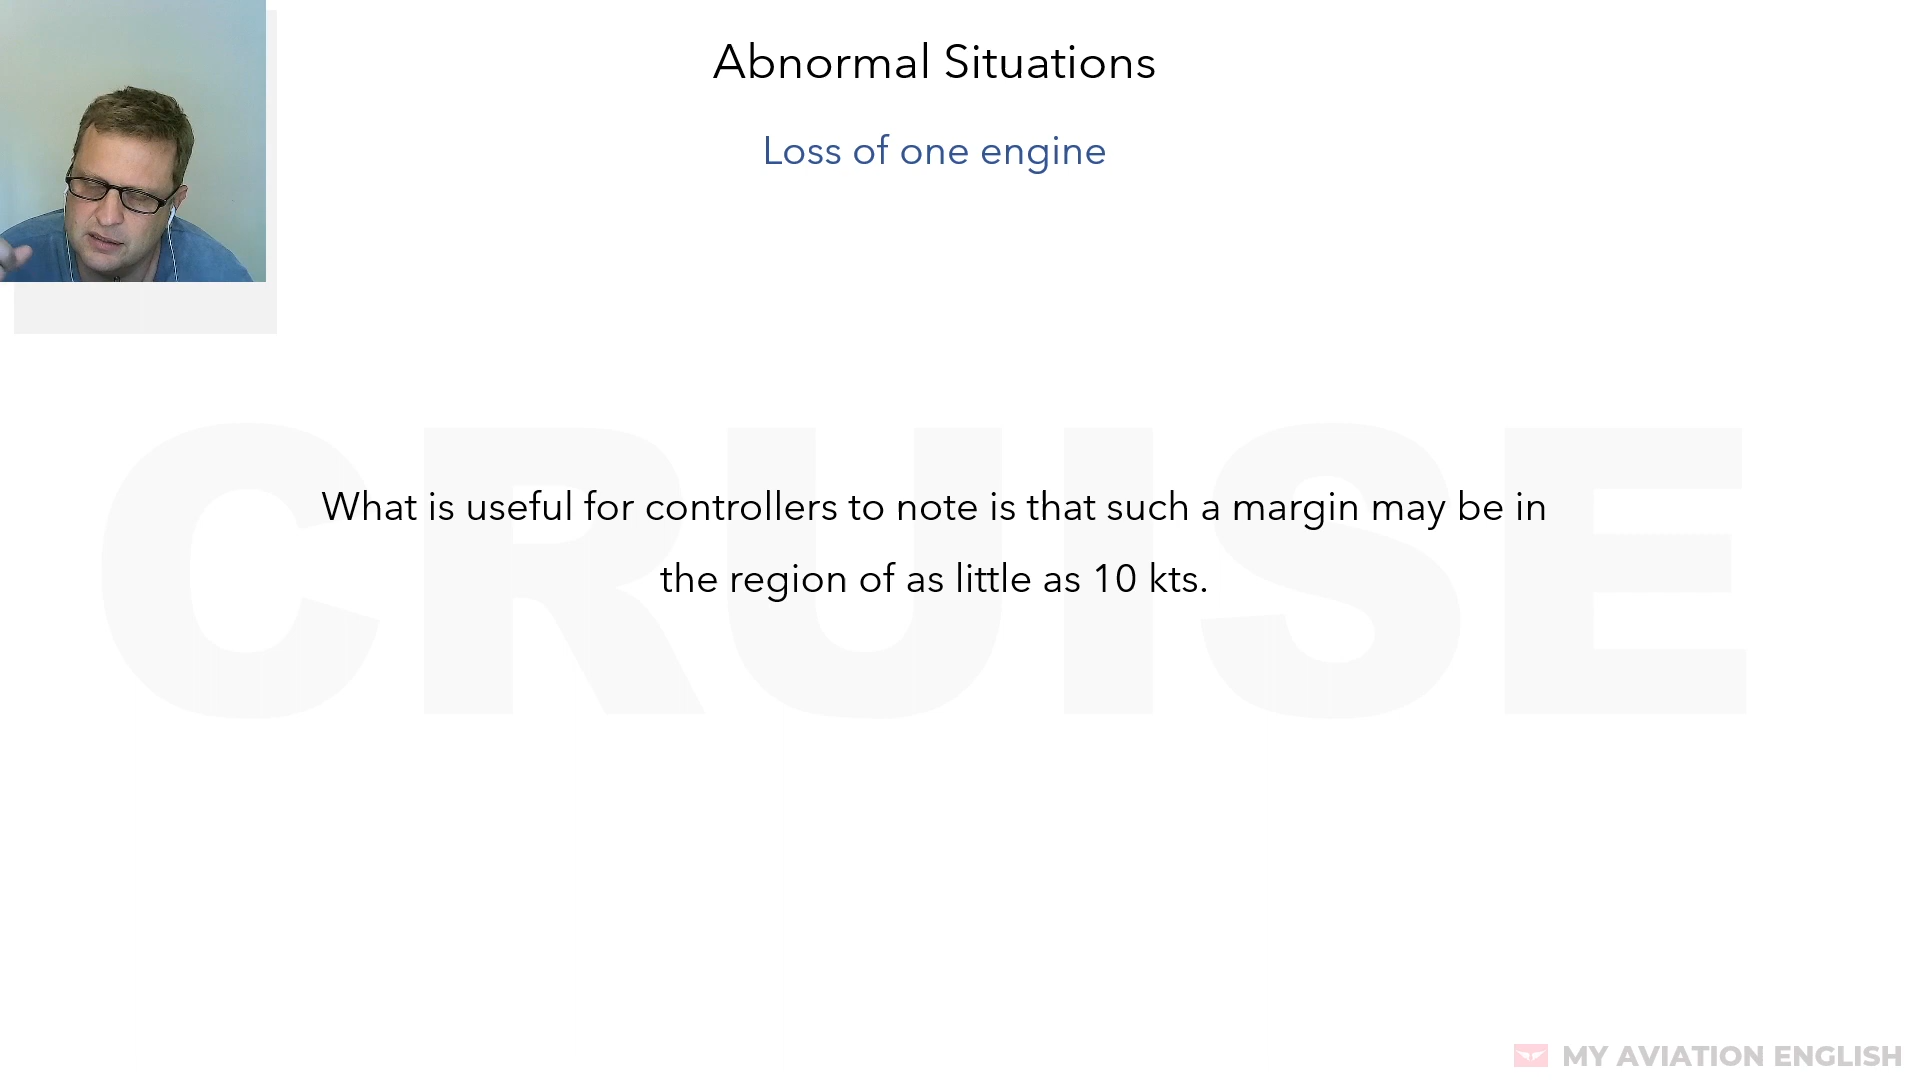 Abnormal Situations
Loss of one engine
CRUISE
What is useful for controllers to note is that such a margin may be in
the region of as little as 10 kts.
MY AVIATION ENGLISH